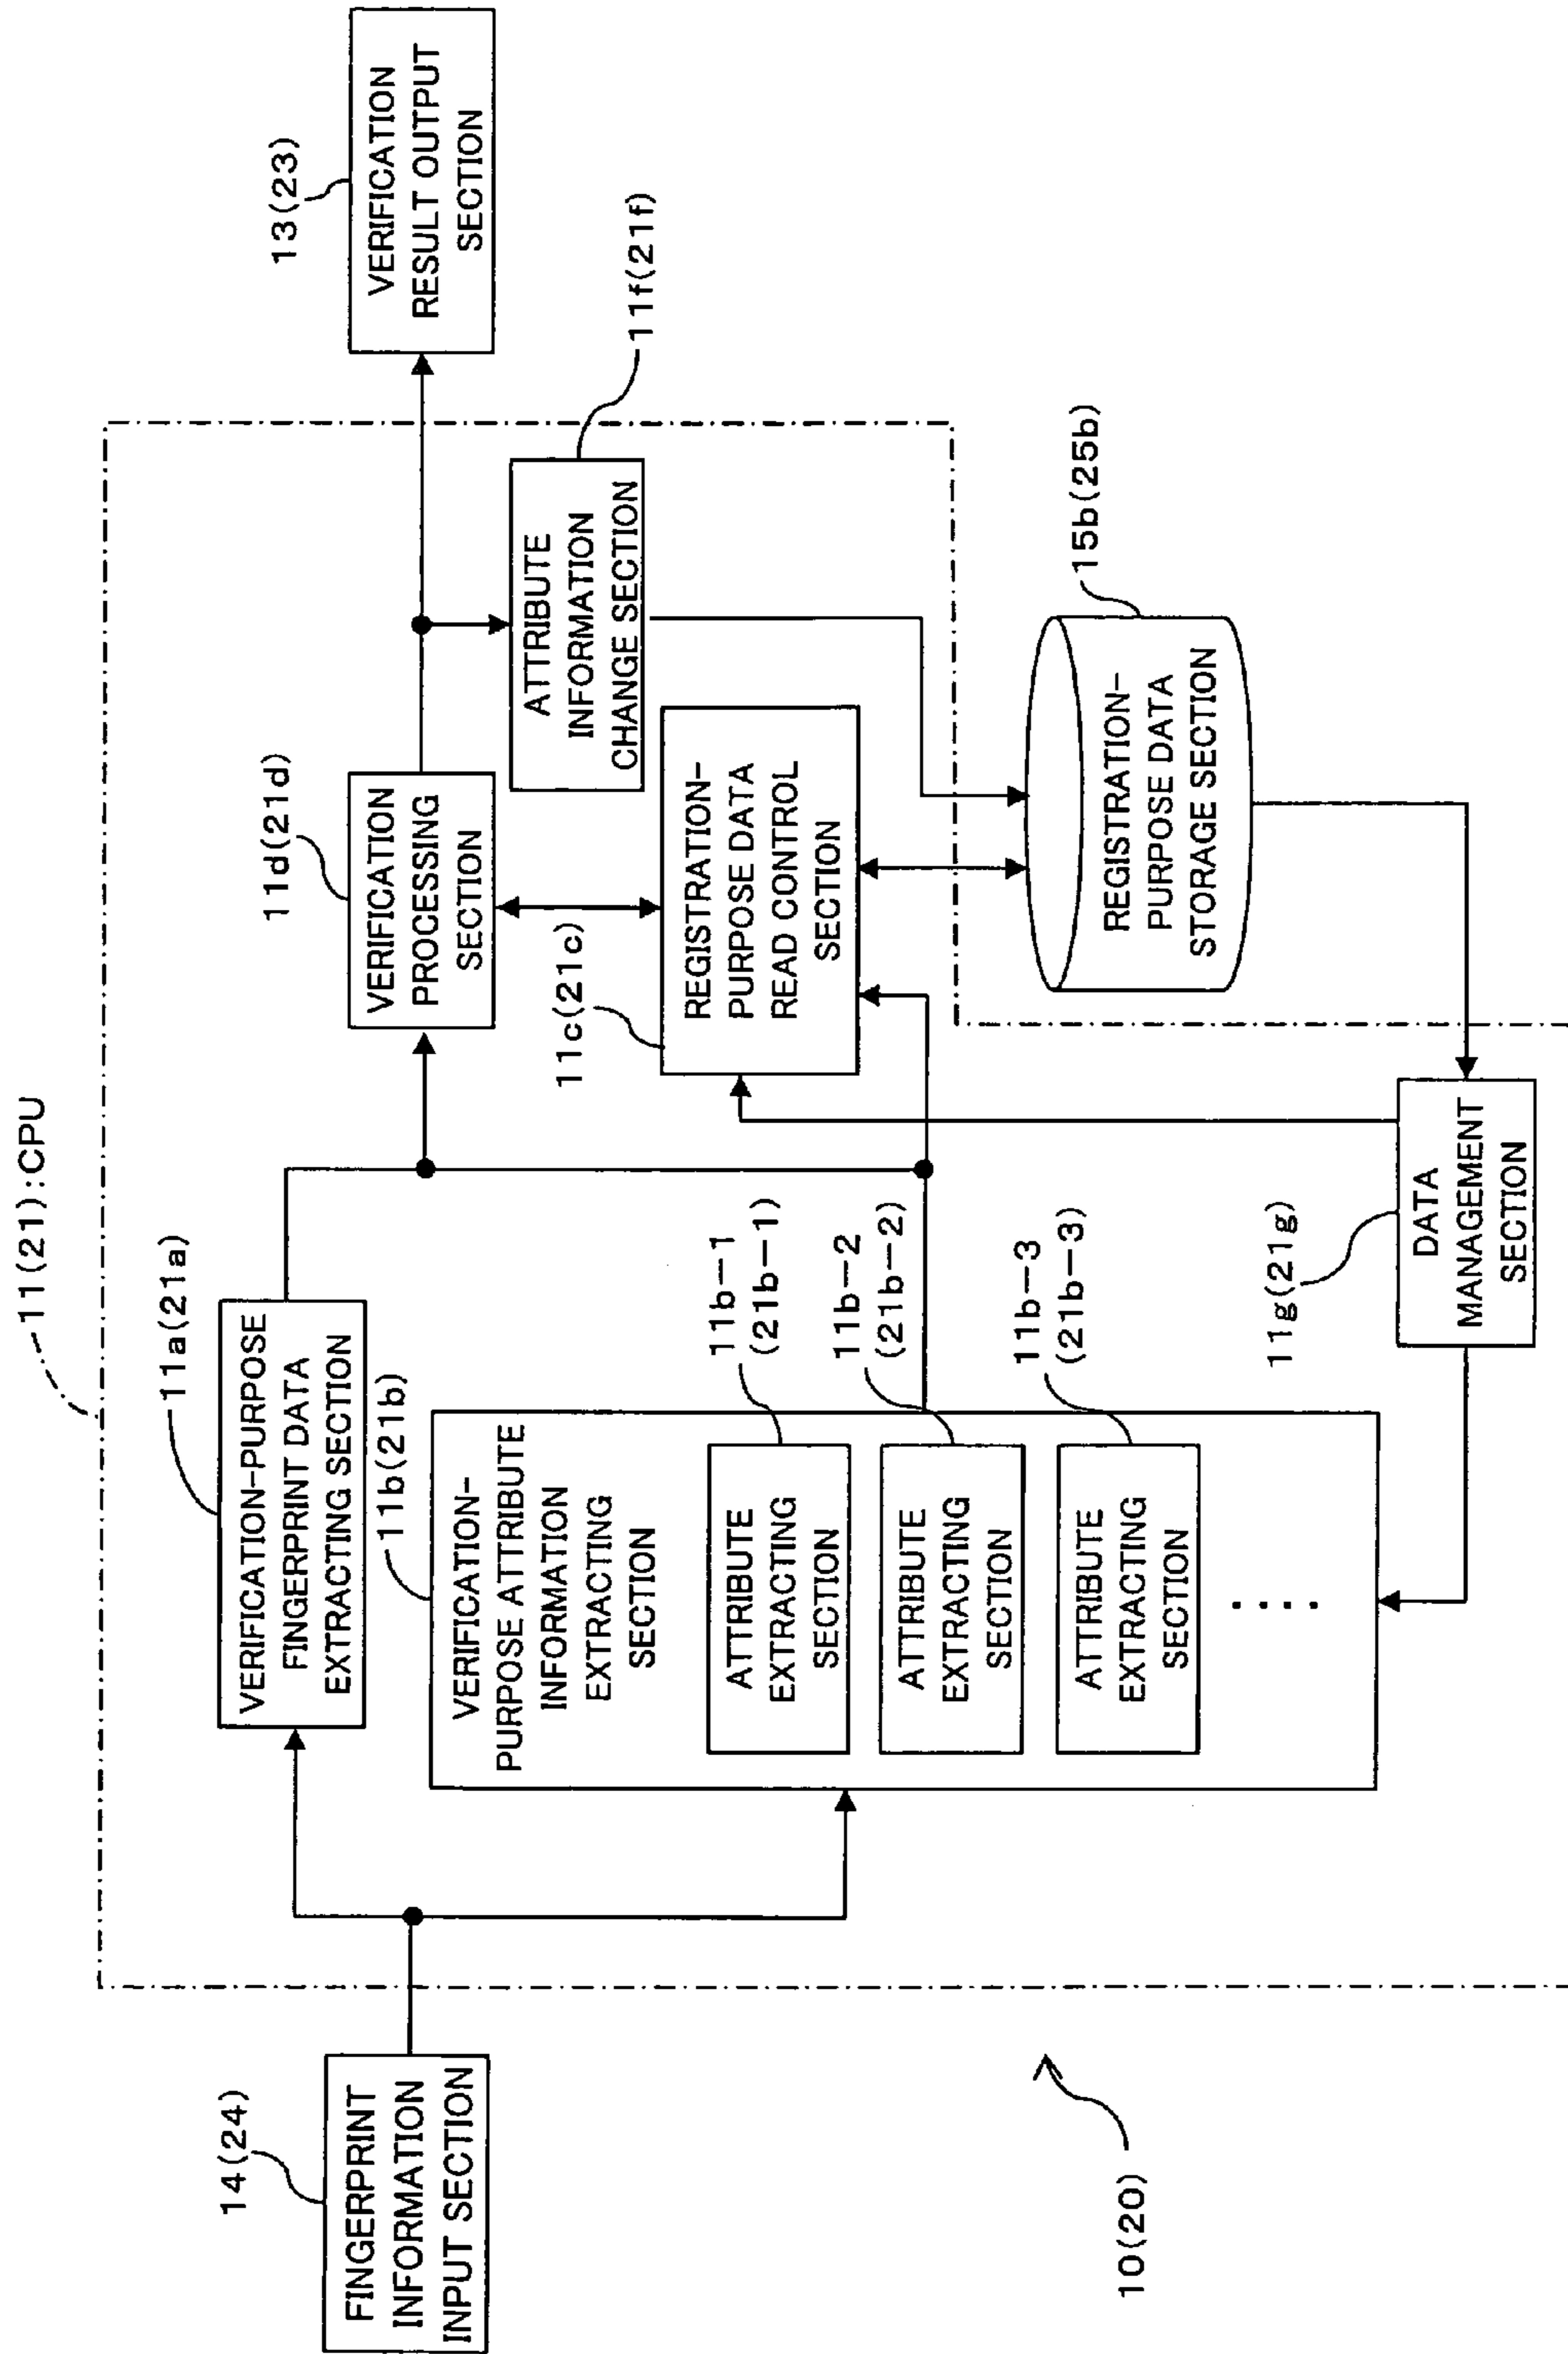 11(21):CPU
14(24)
FINGERPRINT
INFORMATION
INPUT SECTION
11a(21a)
VERIFICATION-PURPOSE
FINGERPRINT DATA
EXTRACTING SECTION
11b(21b)
VERIFICATION-
PURPOSE ATTRIBUTE
INFORMATION
EXTRACTING
SECTION
11b-1
(21b-1)
ATTRIBUTE
EXTRACTING
SECTION
11b-2
(21b-2)
ATTRIBUTE
EXTRACTING
SECTION
11b-3
(21b-3)
ATTRIBUTE
EXTRACTING
SECTION
....
11d(21d)
VERIFICATION
PROCESSING
SECTION
11c(21c)
REGISTRATION-
PURPOSE DATA
READ CONTROL
SECTION
ATTRIBUTE
INFORMATION
CHANGE SECTION
11f(21f)
13(23)
VERIFICATION
RESULT OUTPUT
SECTION
15b(25b)
REGISTRATION-
PURPOSE DATA
STORAGE SECTION
11g(21g)
DATA
MANAGEMENT
SECTION
10(20)